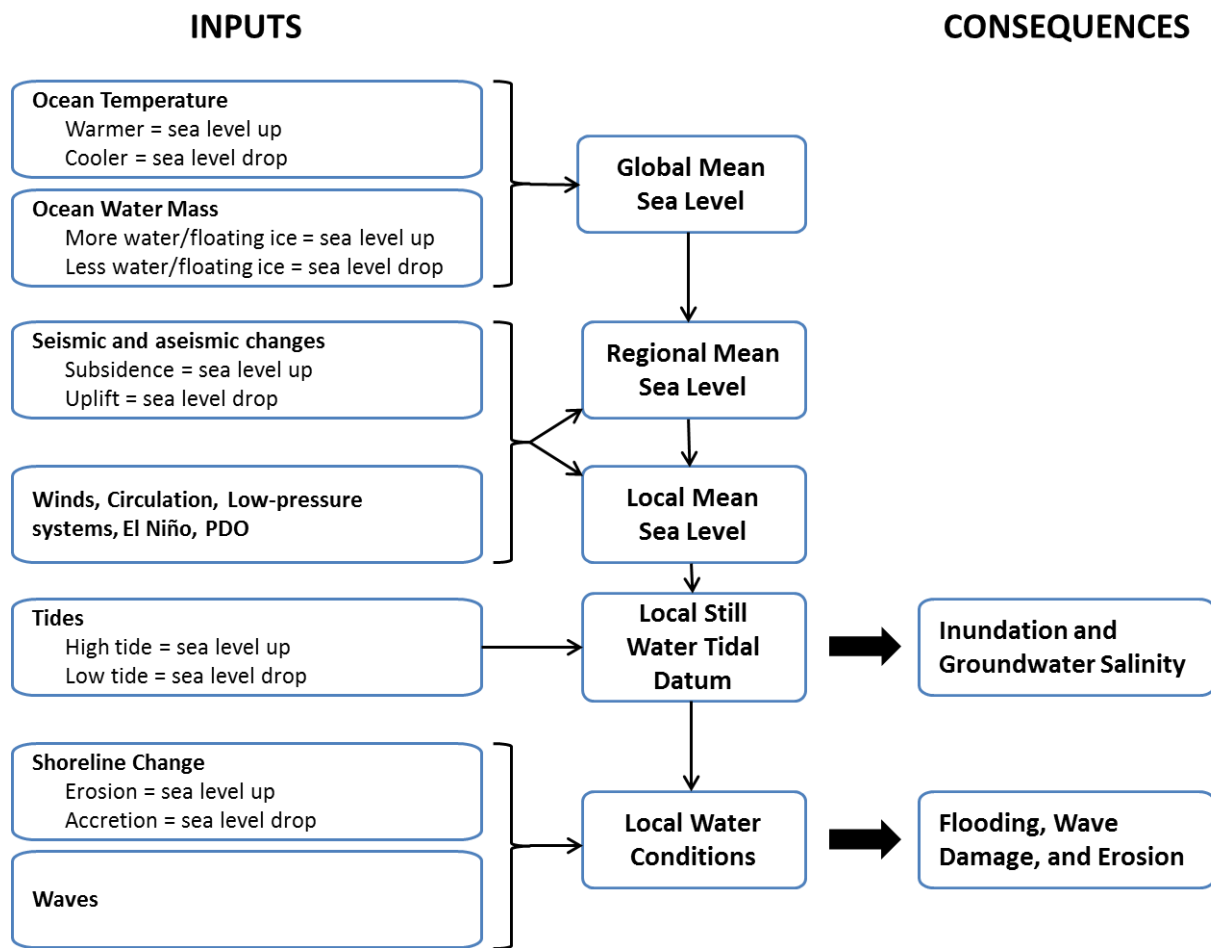 INPUTS
CONSEQUENCES
Ocean Temperature
Warmer = sea level up
Cooler = sea level drop
Ocean Water Mass
More water/floating ice = sea level up
Less water/floating ice = sea level drop
Global Mean
Sea Level
Seismic and aseismic changes
Subsidence = sea level up
Uplift = sea level drop
Regional Mean
Sea Level
Winds, Circulation, Low-pressure
systems, El Niño, PDO
Local Mean
Sea Level
Tides
High tide = sea level up
Low tide = sea level drop
Local Still
Water Tidal
Datum
Inundation and
Groundwater Salinity
Shoreline Change
Erosion = sea level up
Accretion = sea level drop
Waves
Local Water
Conditions
Flooding, Wave
Damage, and Erosion